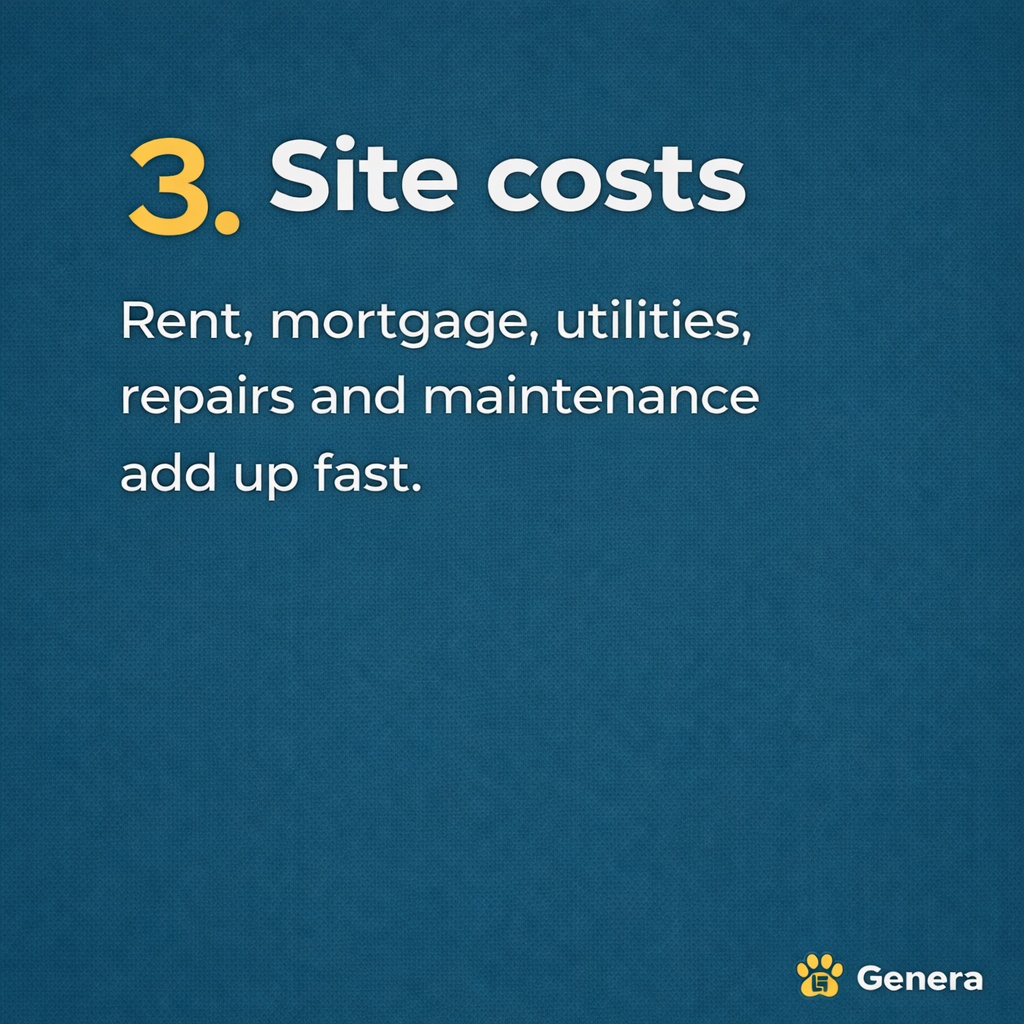 3. Site costs
Rent, mortgage, utilities,
repairs and maintenance
add up fast.
Genera